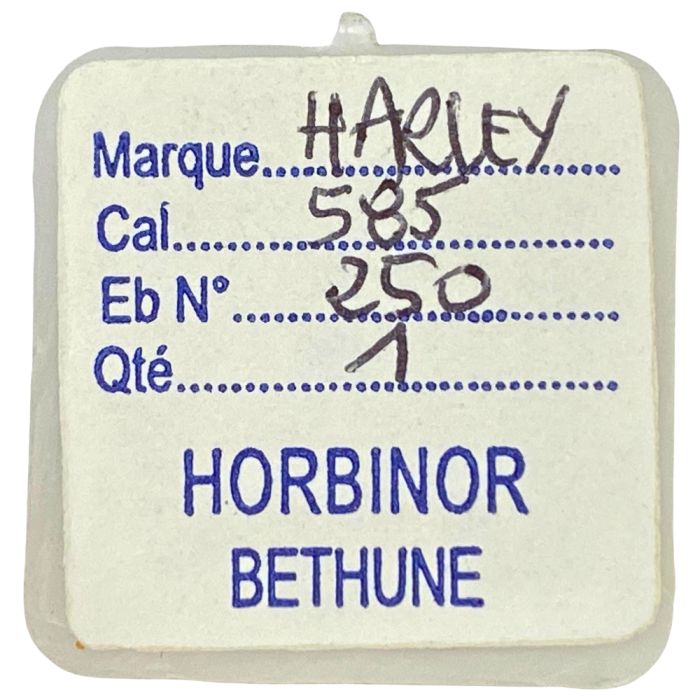 Marque HARLEY
Cal 585
Eb N° 250
Qté 1
HORBINOR
BETHUNE